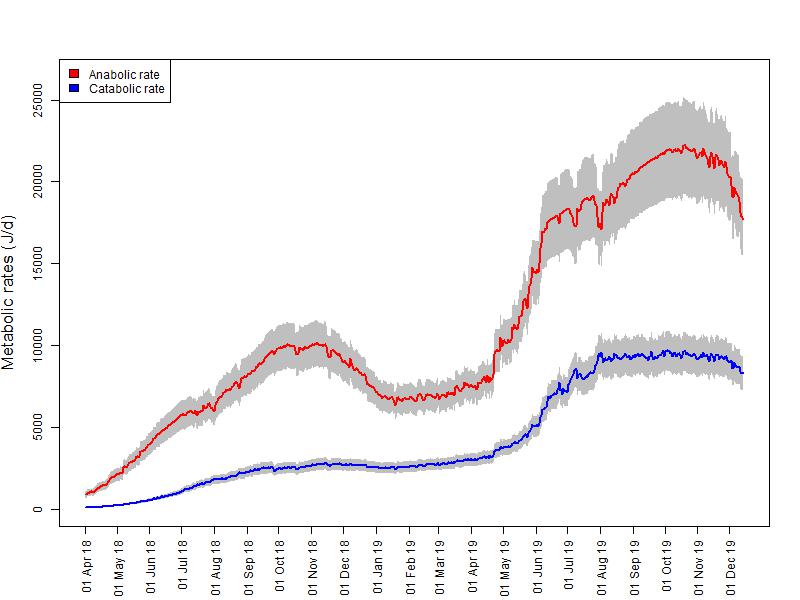 Anabolic rate
Catabolic rate
Metabolic rates (J/d)
25000
20000
15000
10000
5000
0
01 Apr 18
01 May 18
01 Jun 18
01 Jul 18
01 Aug 18
01 Sep 18
01 Oct 18
01 Nov 18
01 Dec 18
01 Jan 19
01 Feb 19
01 Mar 19
01 Apr 19
01 May 19
01 Jun 19
01 Jul 19
01 Aug 19
01 Sep 19
01 Oct 19
01 Nov 19
01 Dec 19